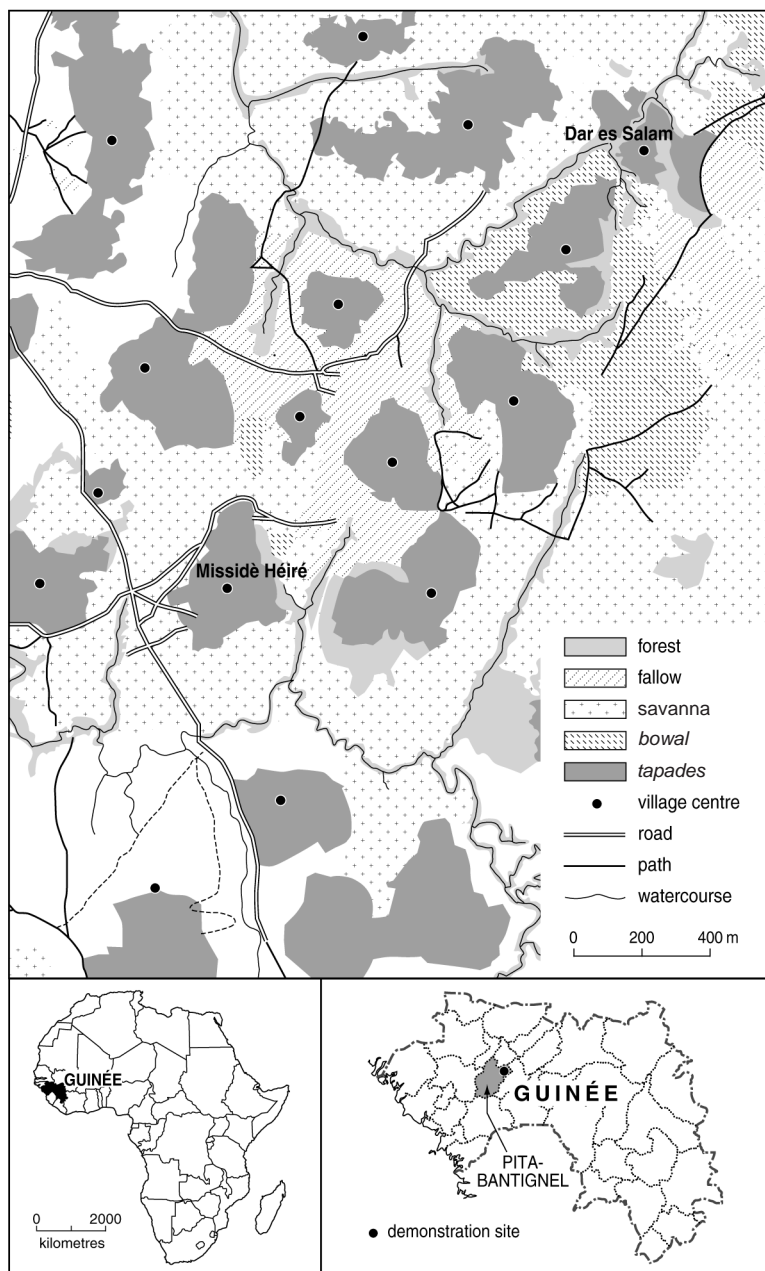 Dar es Salam
Missidè Héiré
forest
fallow
savanna
bowal
tapades
village centre
road
path
watercourse
0 200 400 m
GUINÉE
0 2000
kilometres
GUINÉE
PITA-
BANTIGNEL
demonstration site